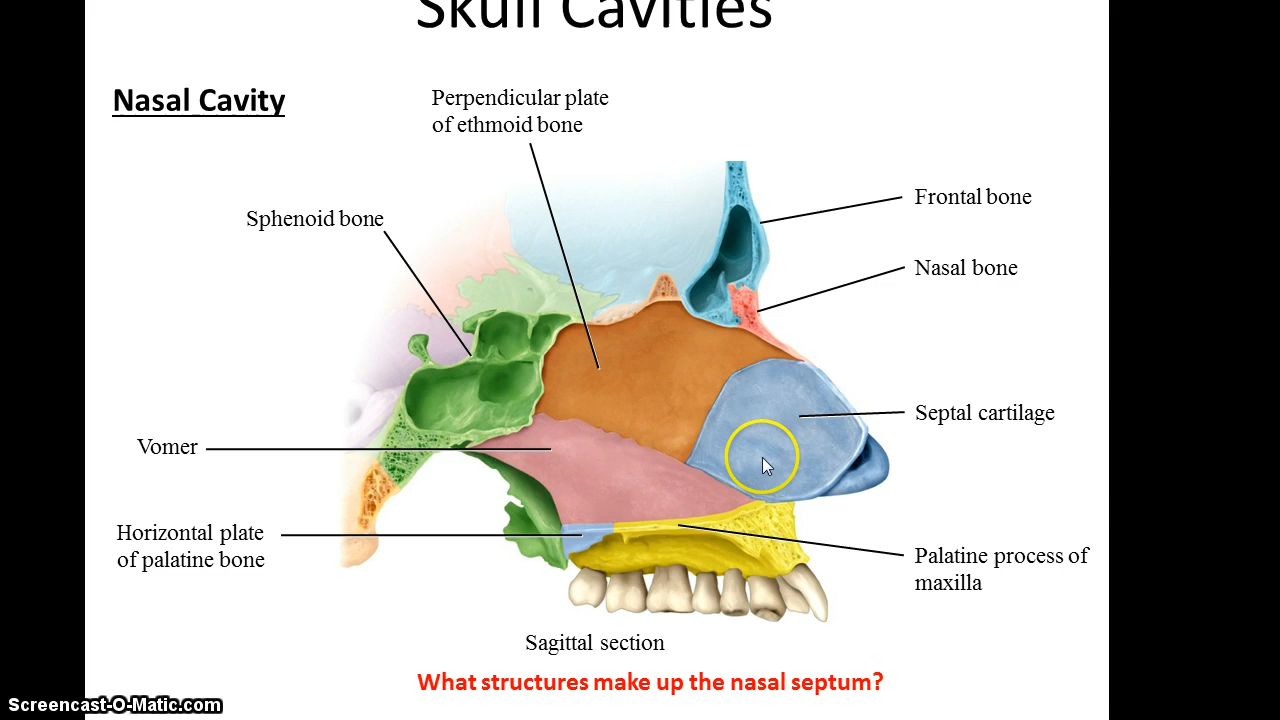 Skull Cavities
Nasal Cavity
Perpendicular plate
of ethmoid bone
Frontal bone
Sphenoid bone
Nasal bone
Septal cartilage
Vomer
Horizontal plate
of palatine bone
Palatine process of
maxilla
Sagittal section
What structures make up the nasal septum?
Screencast-O-Matic.com